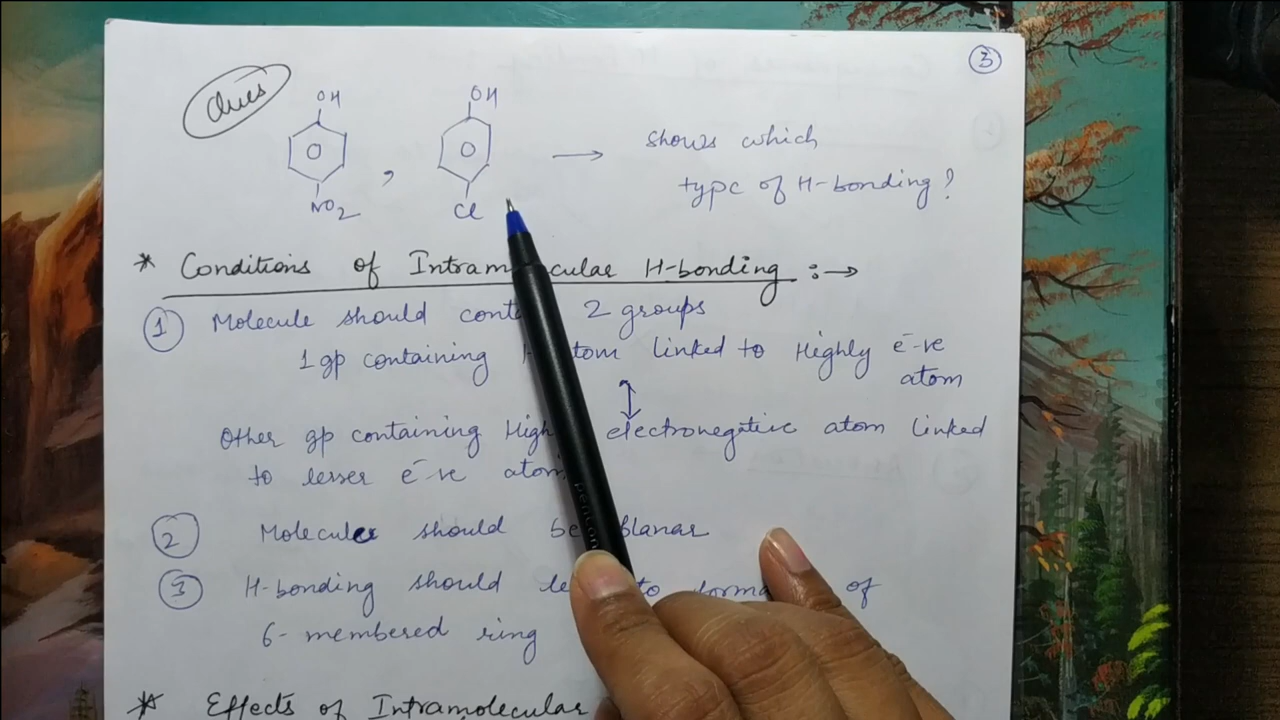 3
Ques
OH OH
NO2 , Cl → shows which
type of H-bonding?
* Conditions of Intram cular H-bonding :→
1 Molecule should conta 2 groups
1 gp containing H tom linked to Highly e-ve
atom
Other gp containing High electronegative atom linked
to lesser e-ve atom
2 Molecule should be planar
3 H-bonding should le to forma of
6-membered ring
* Effects of Intramolecular